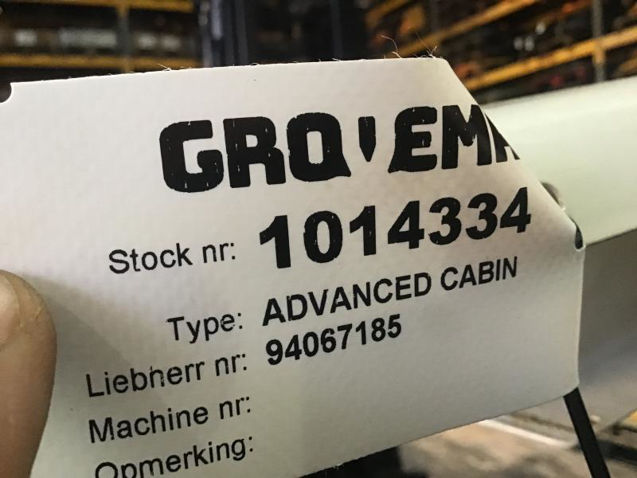 Stock nr: 1014334
Type: ADVANCED CABIN
Liebherr nr: 94067185
Machine nr:
Opmerking: